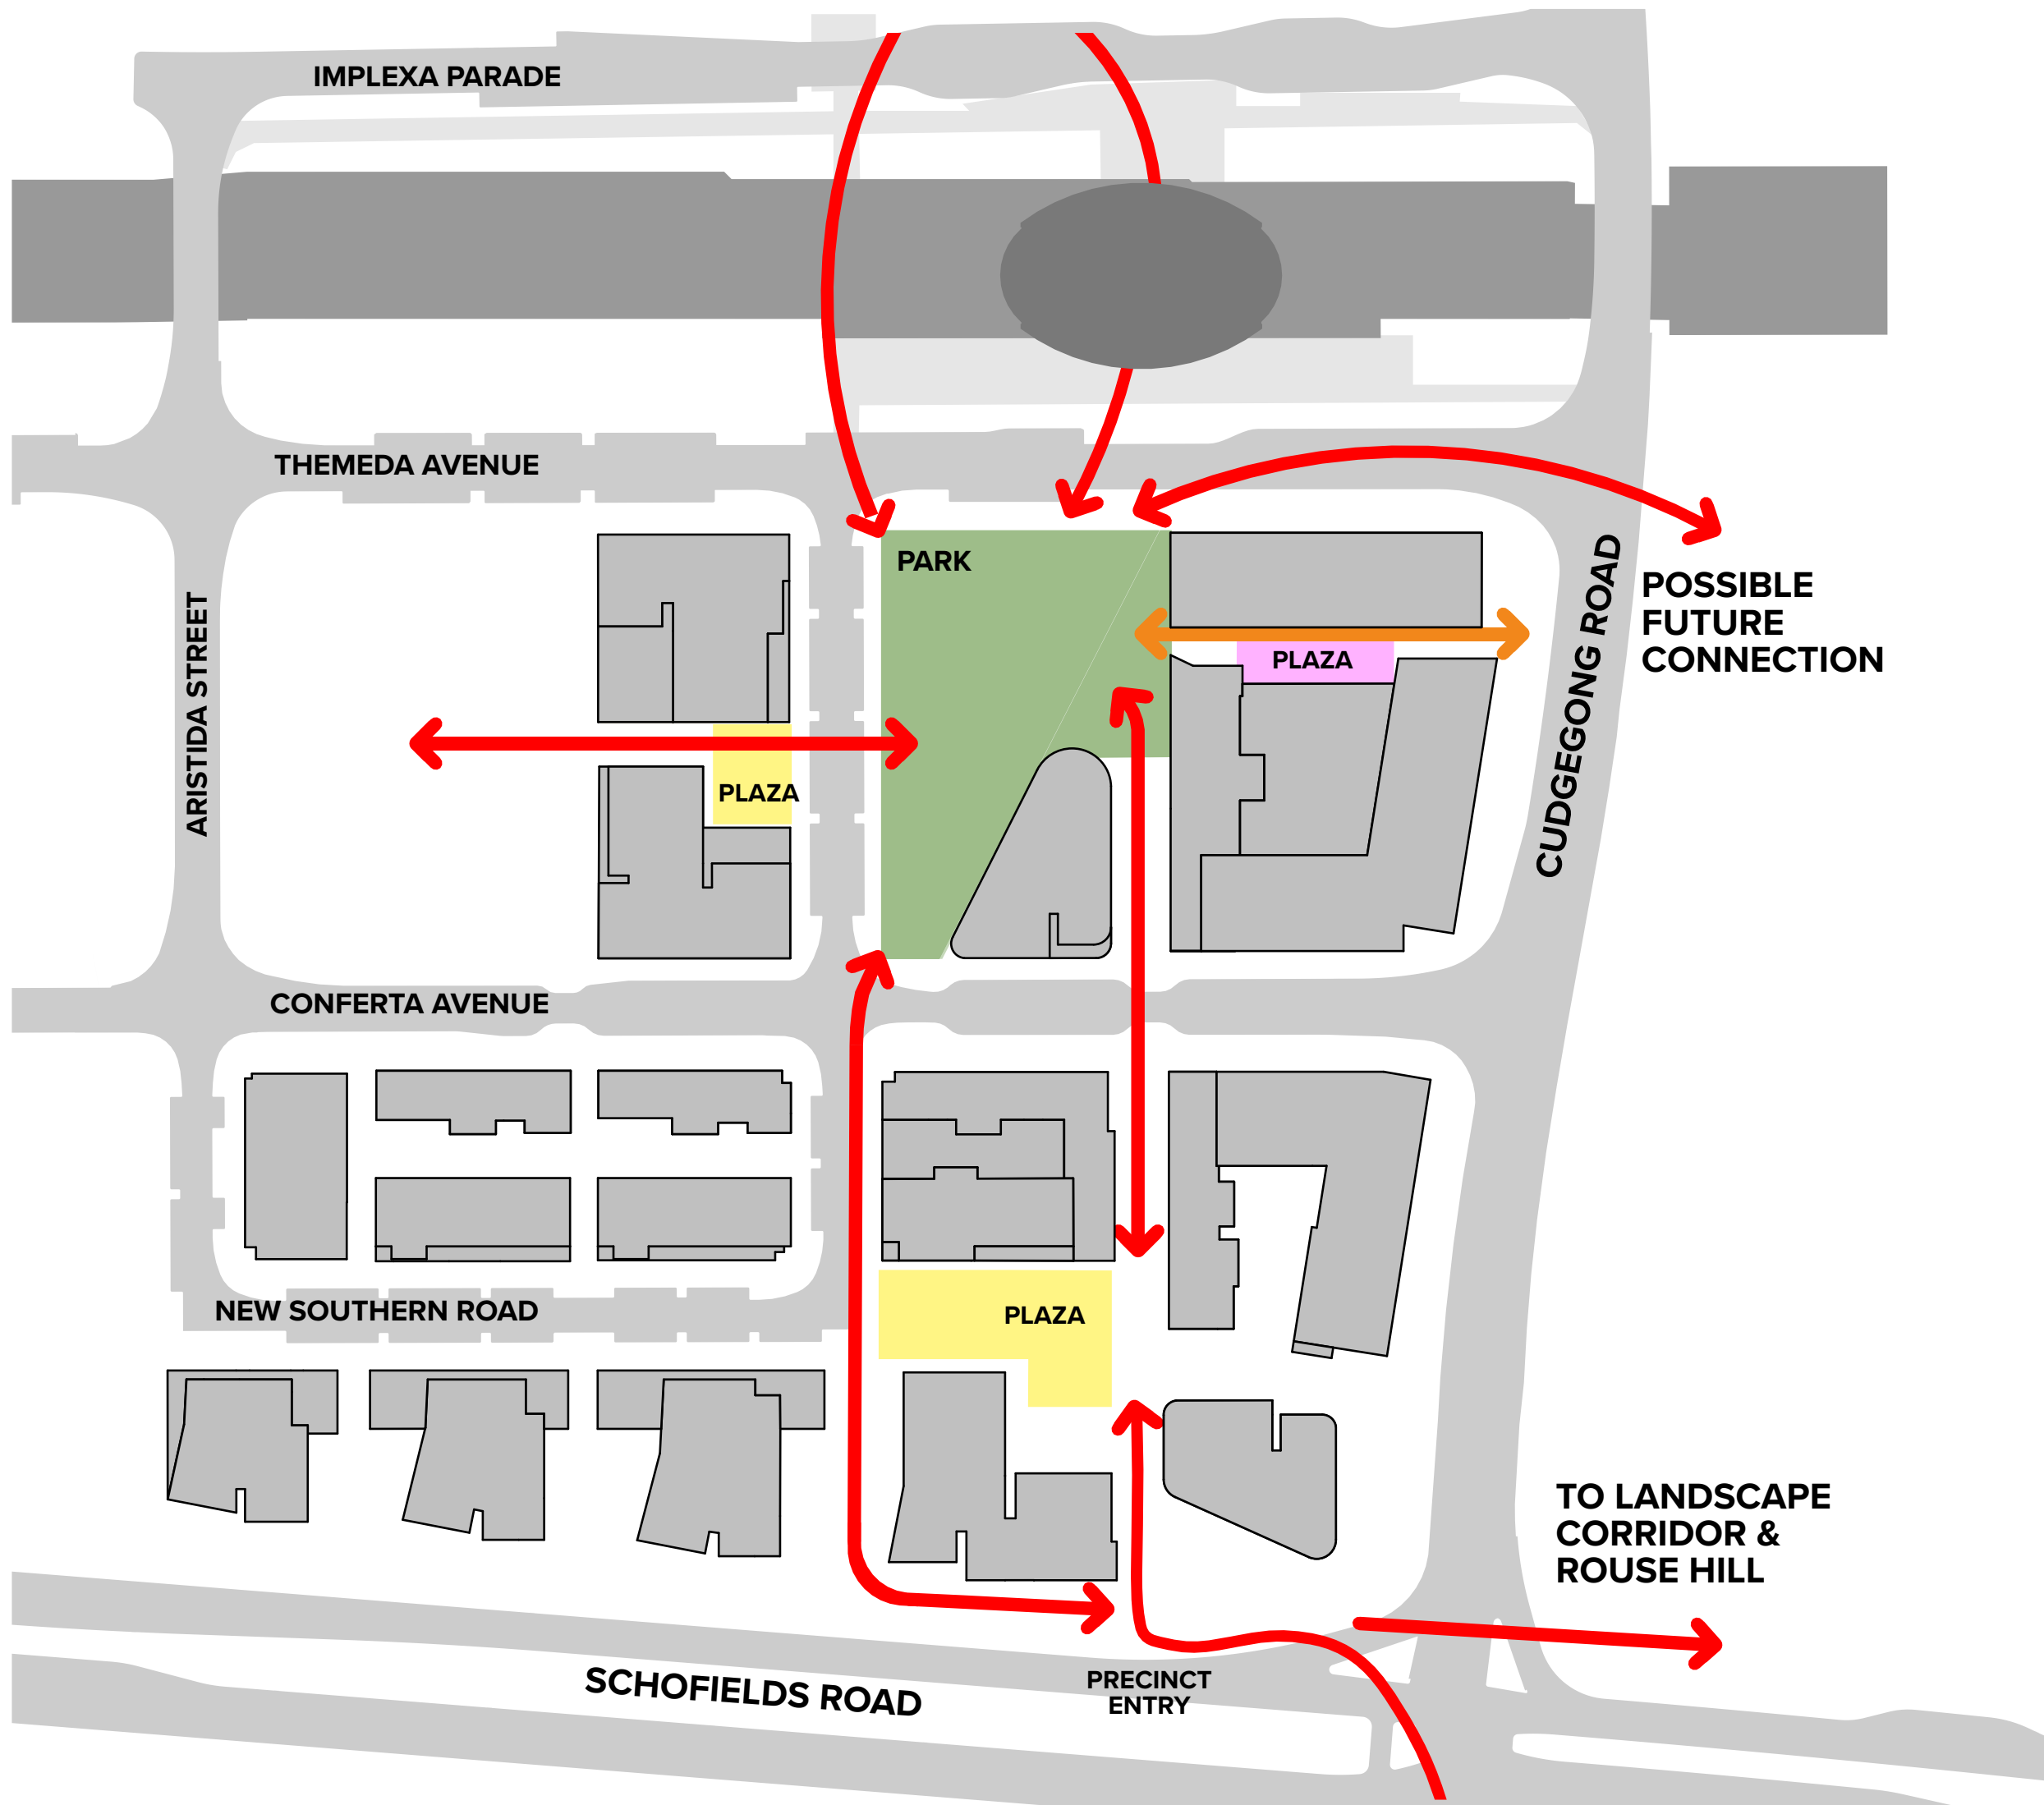 IMPLEXA PARADE
THEMEDA AVENUE
PARK
POSSIBLE
FUTURE
CONNECTION
CUDGEGONG ROAD
PLAZA
ARISTIDA STREET
PLAZA
CONFERTA AVENUE
NEW SOUTHERN ROAD
PLAZA
TO LANDSCAPE
CORRIDOR &
ROUSE HILL
SCHOFIELDS ROAD
PRECINCT
ENTRY